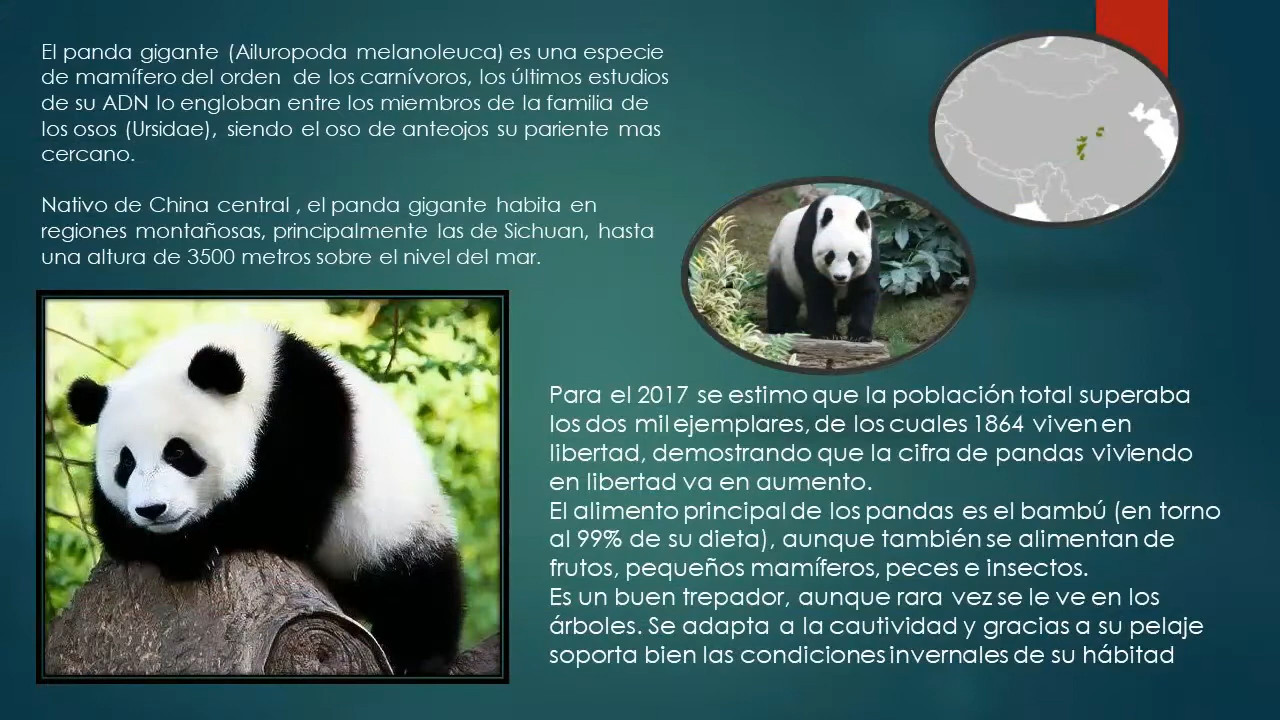 El panda gigante (Ailuropoda melanoleuca) es una especie
de mamífero del orden de los carnívoros, los últimos estudios
de su ADN lo engloban entre los miembros de la familia de
los osos (Ursidae), siendo el oso de anteojos su pariente mas
cercano.
Nativo de China central , el panda gigante habita en
regiones montañosas, principalmente las de Sichuan, hasta
una altura de 3500 metros sobre el nivel del mar.
Para el 2017 se estimo que la población total superaba
los dos mil ejemplares, de los cuales 1864 viven en
libertad, demostrando que la cifra de pandas viviendo
en libertad va en aumento.
El alimento principal de los pandas es el bambú (en torno
al 99% de su dieta), aunque también se alimentan de
frutos, pequeños mamíferos, peces e insectos.
Es un buen trepador, aunque rara vez se le ve en los
árboles. Se adapta a la cautividad y gracias a su pelaje
soporta bien las condiciones invernales de su hábitad